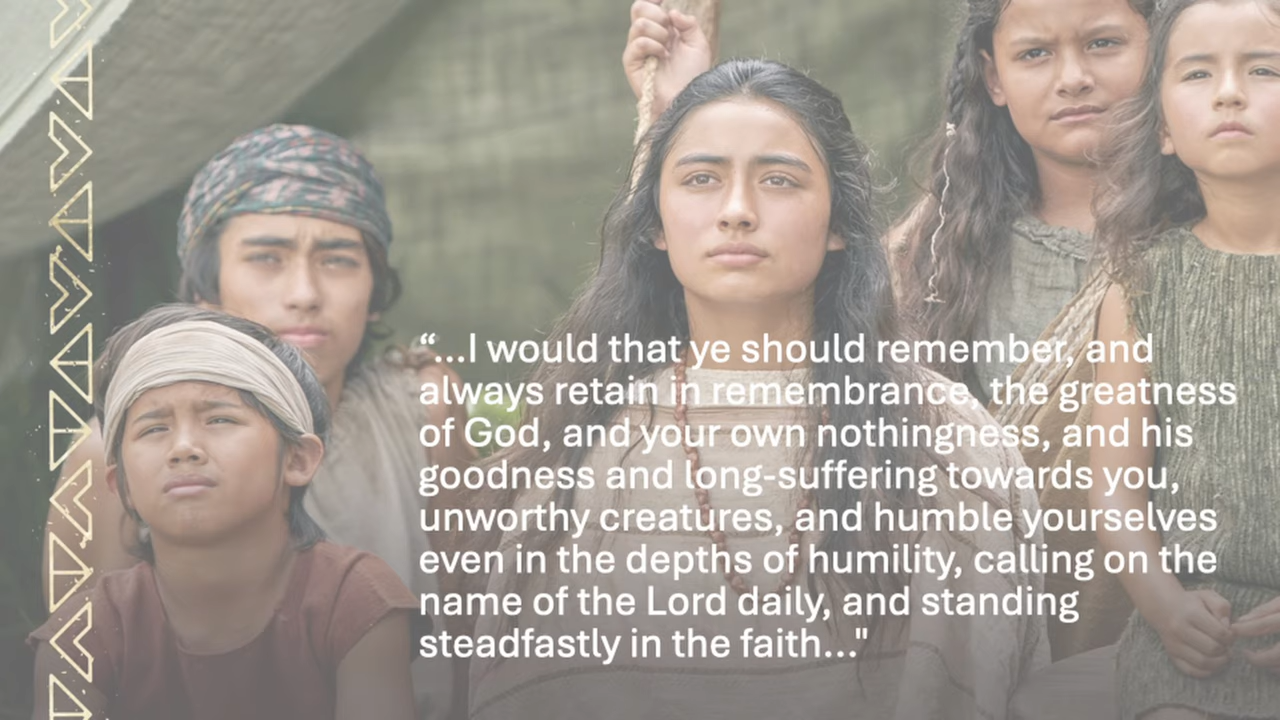 “...I would that ye should remember, and
always retain in remembrance, the greatness
of God, and your own nothingness, and his
goodness and long-suffering towards you,
unworthy creatures, and humble yourselves
even in the depths of humility, calling on the
name of the Lord daily, and standing
steadfastly in the faith..."